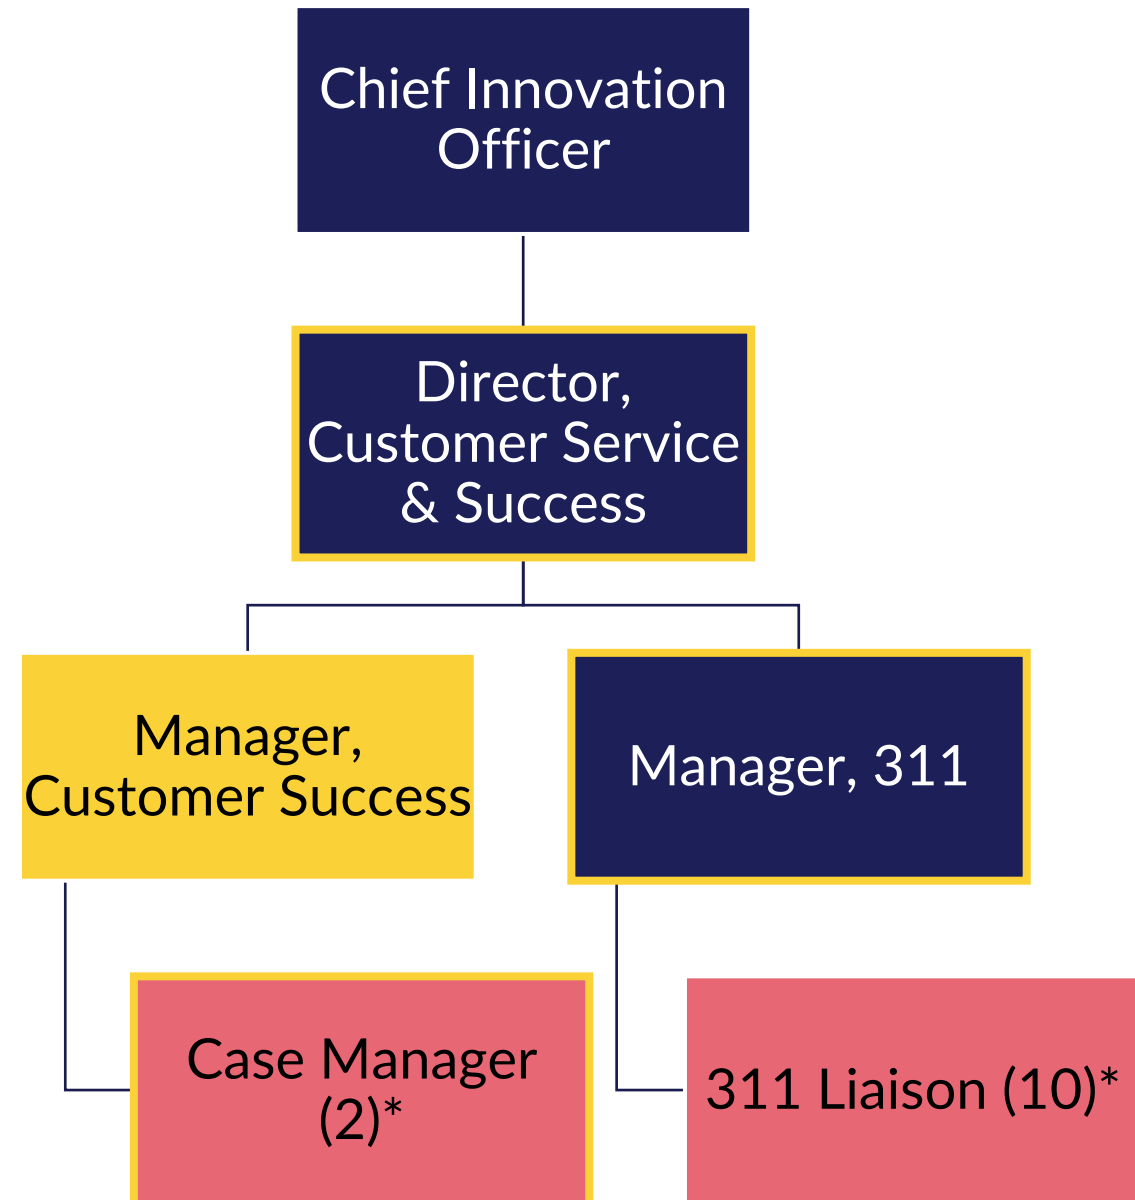 Chief Innovation
Officer
Director,
Customer Service
& Success
Manager,
Customer Success
Manager, 311
Case Manager
(2)*
311 Liaison (10)*